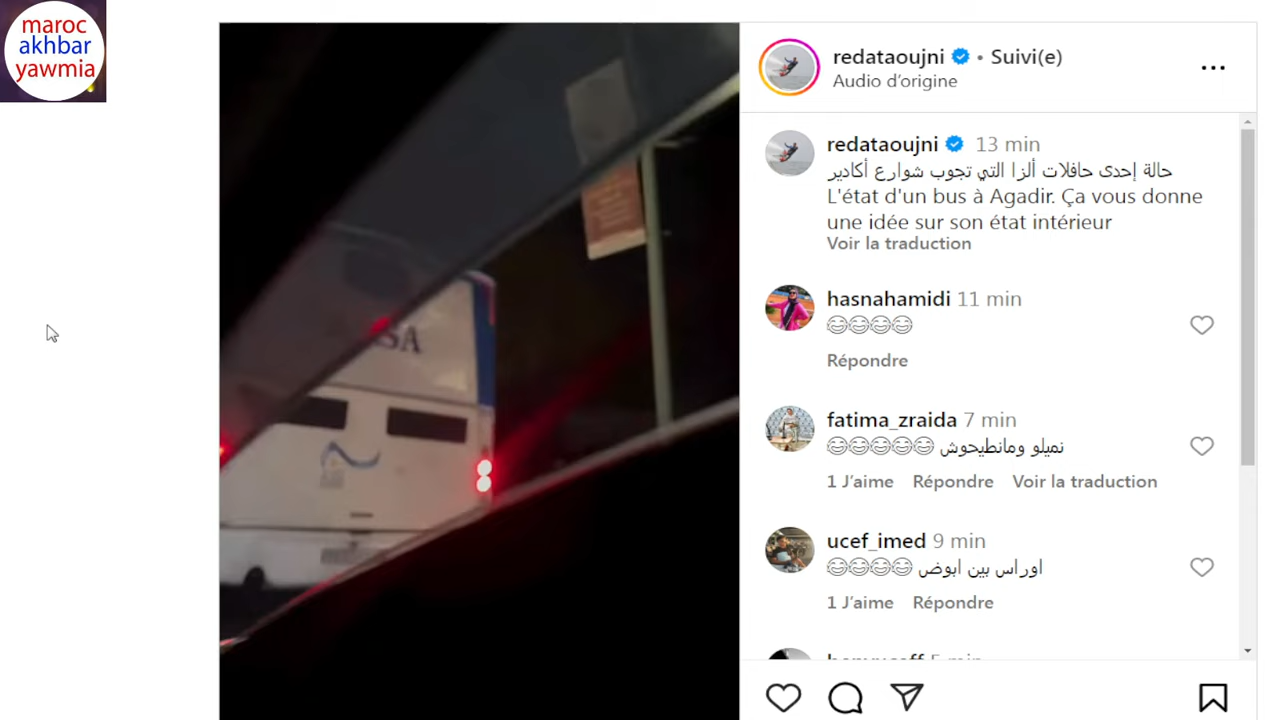 maroc
akhbar
yawmia
redataoujni • Suivi(e)
Audio d’origine
redataoujni 13 min
حالة إحدى حافلات ألزا التي تجوب شوارع أكادير
L'état d'un bus à Agadir. Ça vous donne
une idée sur son état intérieur
Voir la traduction
hasnahamidi 11 min
😂😂😂😂
Répondre
fatima_zraida 7 min
نميلو ومانطيحوش 😂😂😂😂😂
1 J’aime Répondre Voir la traduction
ucef_imed 9 min
اوراس بين ابوض 😂😂😂😂
1 J’aime Répondre
5 min